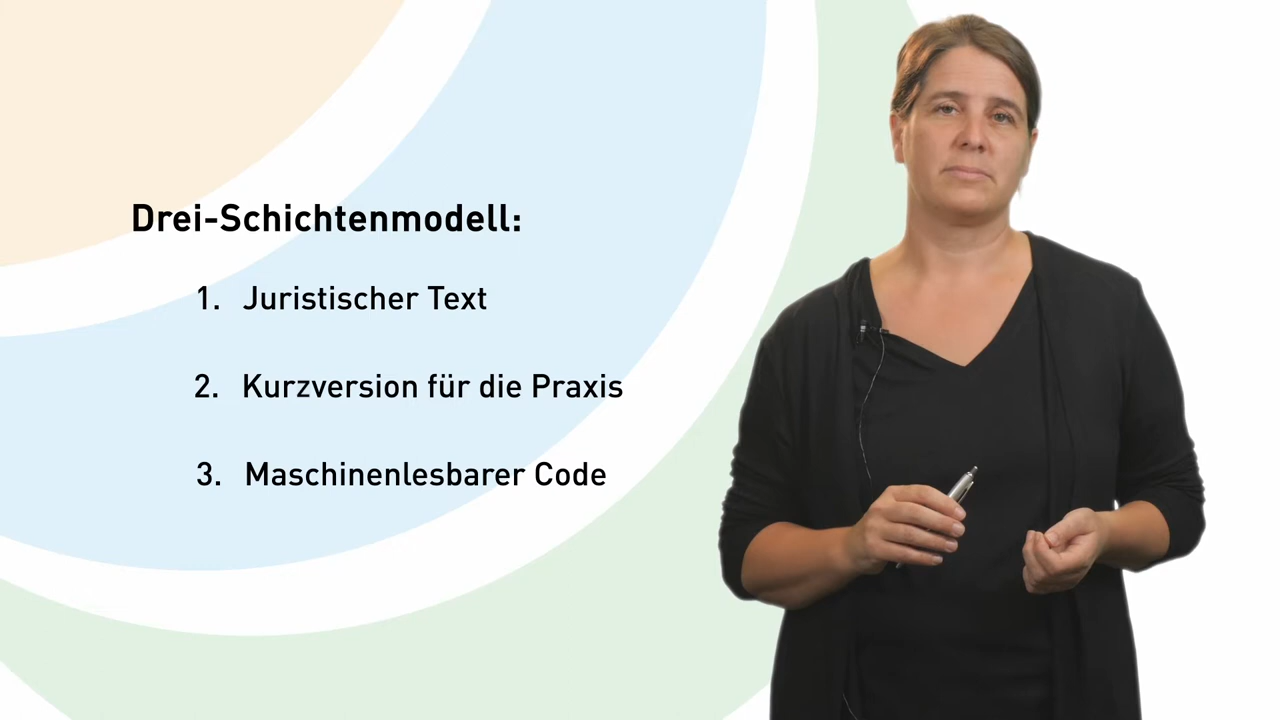 Drei-Schichtenmodell:
1. Juristischer Text
2. Kurzversion für die Praxis
3. Maschinenlesbarer Code